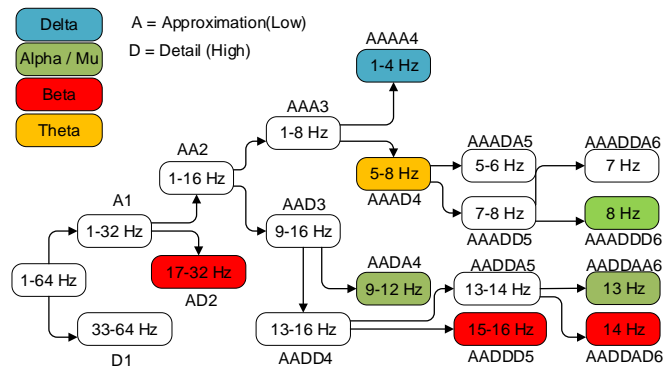 Delta
A = Approximation(Low)
Alpha / Mu
D = Detail (High)
Beta
Theta
AAAA4
1-4 Hz
AAA3
1-8 Hz
AA2
1-16 Hz
5-8 Hz
AAAD4
AAADA5
5-6 Hz
AAADDA6
7 Hz
A1
1-32 Hz
AAD3
9-16 Hz
7-8 Hz
AAADD5
8 Hz
AAADDD6
1-64 Hz
17-32 Hz
AD2
AADA4
9-12 Hz
AADDA5
13-14 Hz
AADDAA6
13 Hz
33-64 Hz
D1
13-16 Hz
AADD4
15-16 Hz
AADDD5
14 Hz
AADDAD6